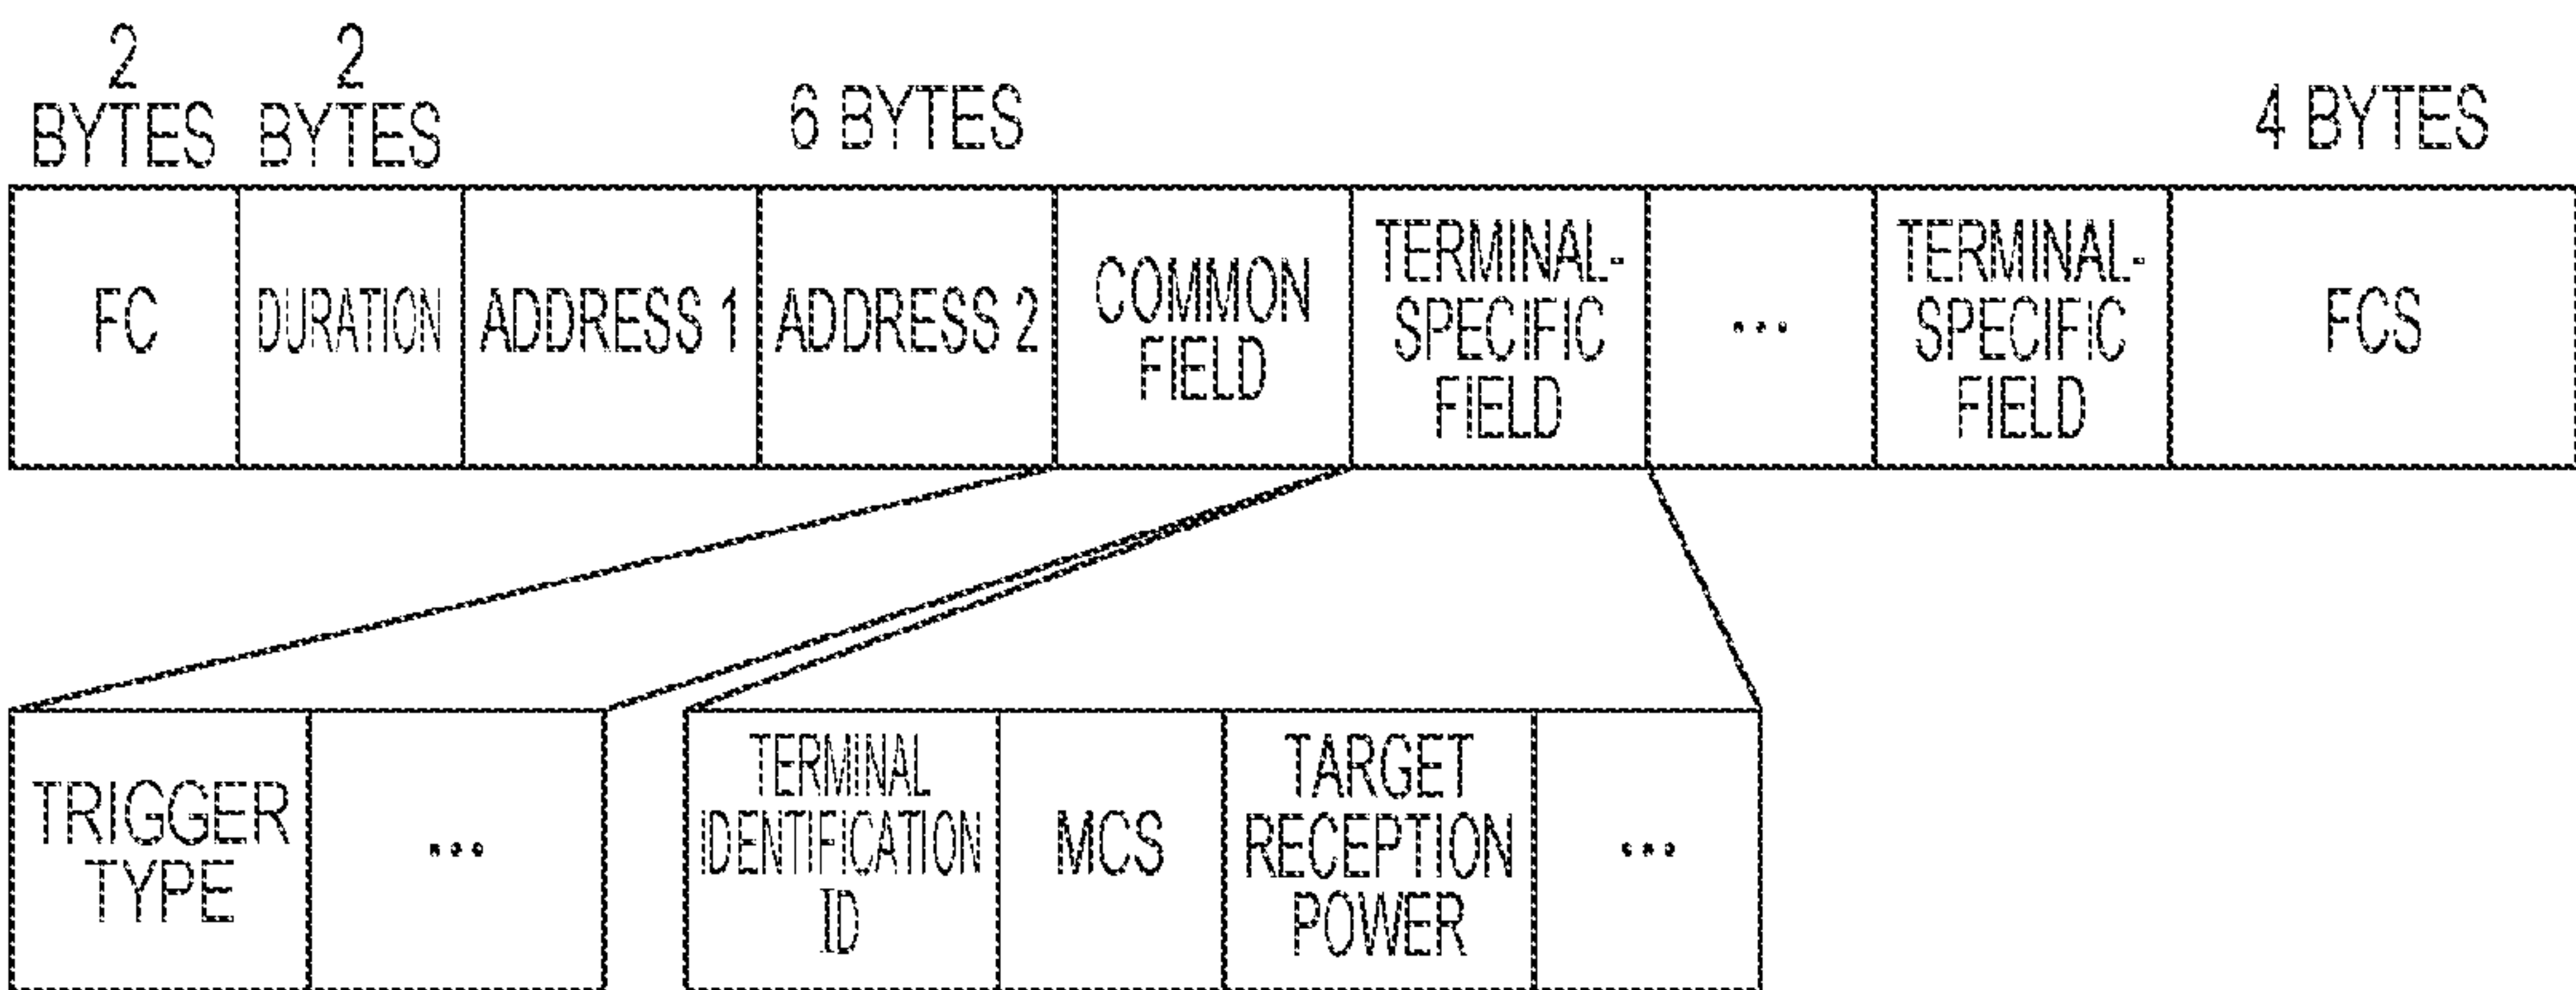 2
BYTES
2
BYTES
6 BYTES
4 BYTES
FC
DURATION
ADDRESS 1
ADDRESS 2
COMMON
FIELD
TERMINAL-
SPECIFIC
FIELD
...
TERMINAL-
SPECIFIC
FIELD
FCS
TRIGGER
TYPE
...
TERMINAL
IDENTIFICATION
ID
MCS
TARGET
RECEPTION
POWER
...